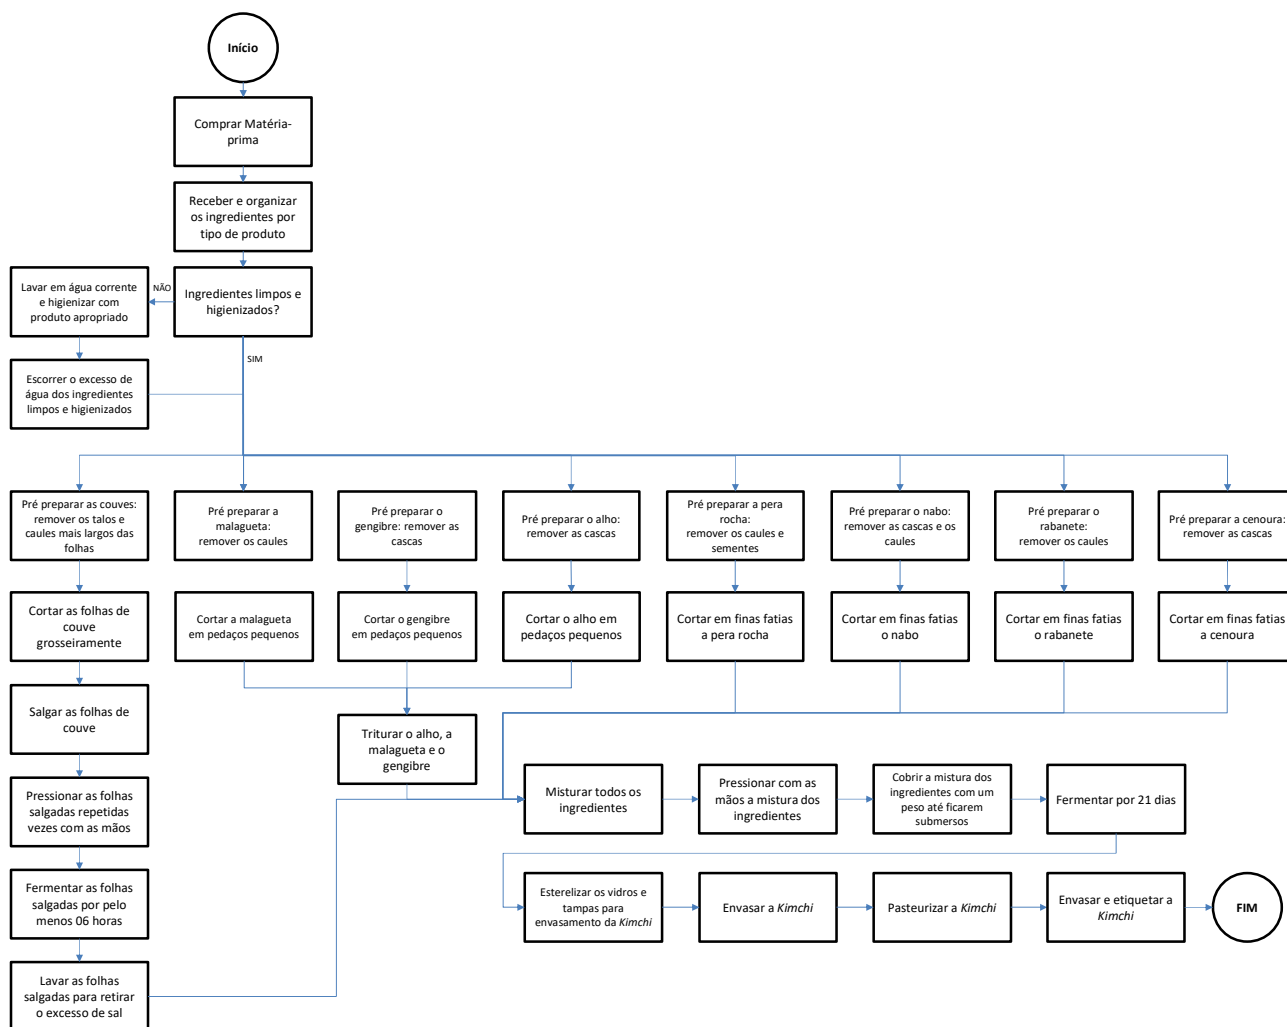 Início
Comprar Matéria-
prima
Receber e organizar
os ingredientes por
tipo de produto
Ingredientes limpos e
higienizados?
NÃO
Lavar em água corrente
e higienizar com
produto apropriado
Escorrer o excesso de
água dos ingredientes
limpos e higienizados
SIM
Pré preparar as couves:
remover os talos e
caules mais largos das
folhas
Pré preparar a
malagueta:
remover os caules
Pré preparar o
gengibre: remover as
cascas
Pré preparar o alho:
remover as cascas
Pré preparar a pera
rocha:
remover os caules e
sementes
Pré preparar o nabo:
remover as cascas e os
caules
Pré preparar o
rabanete:
remover os caules
Pré preparar a cenoura:
remover as cascas
Cortar as folhas de
couve
grosseiramente
Cortar a malagueta
em pedaços pequenos
Cortar o gengibre
em pedaços pequenos
Cortar o alho em
pedaços pequenos
Cortar em finas fatias
a pera rocha
Cortar em finas fatias
o nabo
Cortar em finas fatias
o rabanete
Cortar em finas fatias
a cenoura
Salgar as folhas de
couve
Triturar o alho, a
malagueta e o
gengibre
Pressionar as folhas
salgadas repetidas
vezes com as mãos
Misturar todos os
ingredientes
Pressionar com as
mãos a mistura dos
ingredientes
Cobrir a mistura dos
ingredientes com um
peso até ficarem
submersos
Fermentar por 21 dias
Fermentar as folhas
salgadas por pelo
menos 06 horas
Esterelizar os vidros e
tampas para
envasamento da Kimchi
Envasar a Kimchi
Pasteurizar a Kimchi
Envasar e etiquetar a
Kimchi
FIM
Lavar as folhas
salgadas para retirar
o excesso de sal